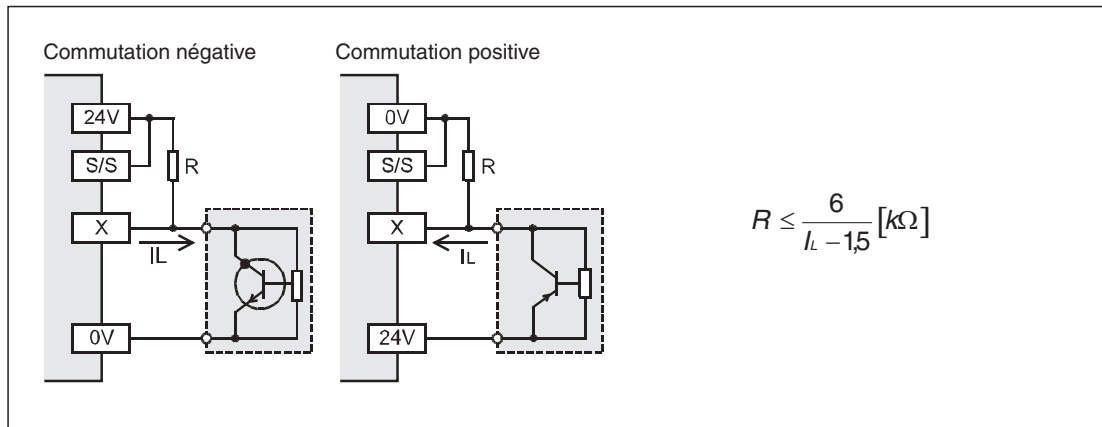 Commutation négative
24V
S/S
R
X
IL
0V
Commutation positive
0V
S/S
R
X
IL
24V
R ≤ 6 / (IL − 1,5) [kΩ]